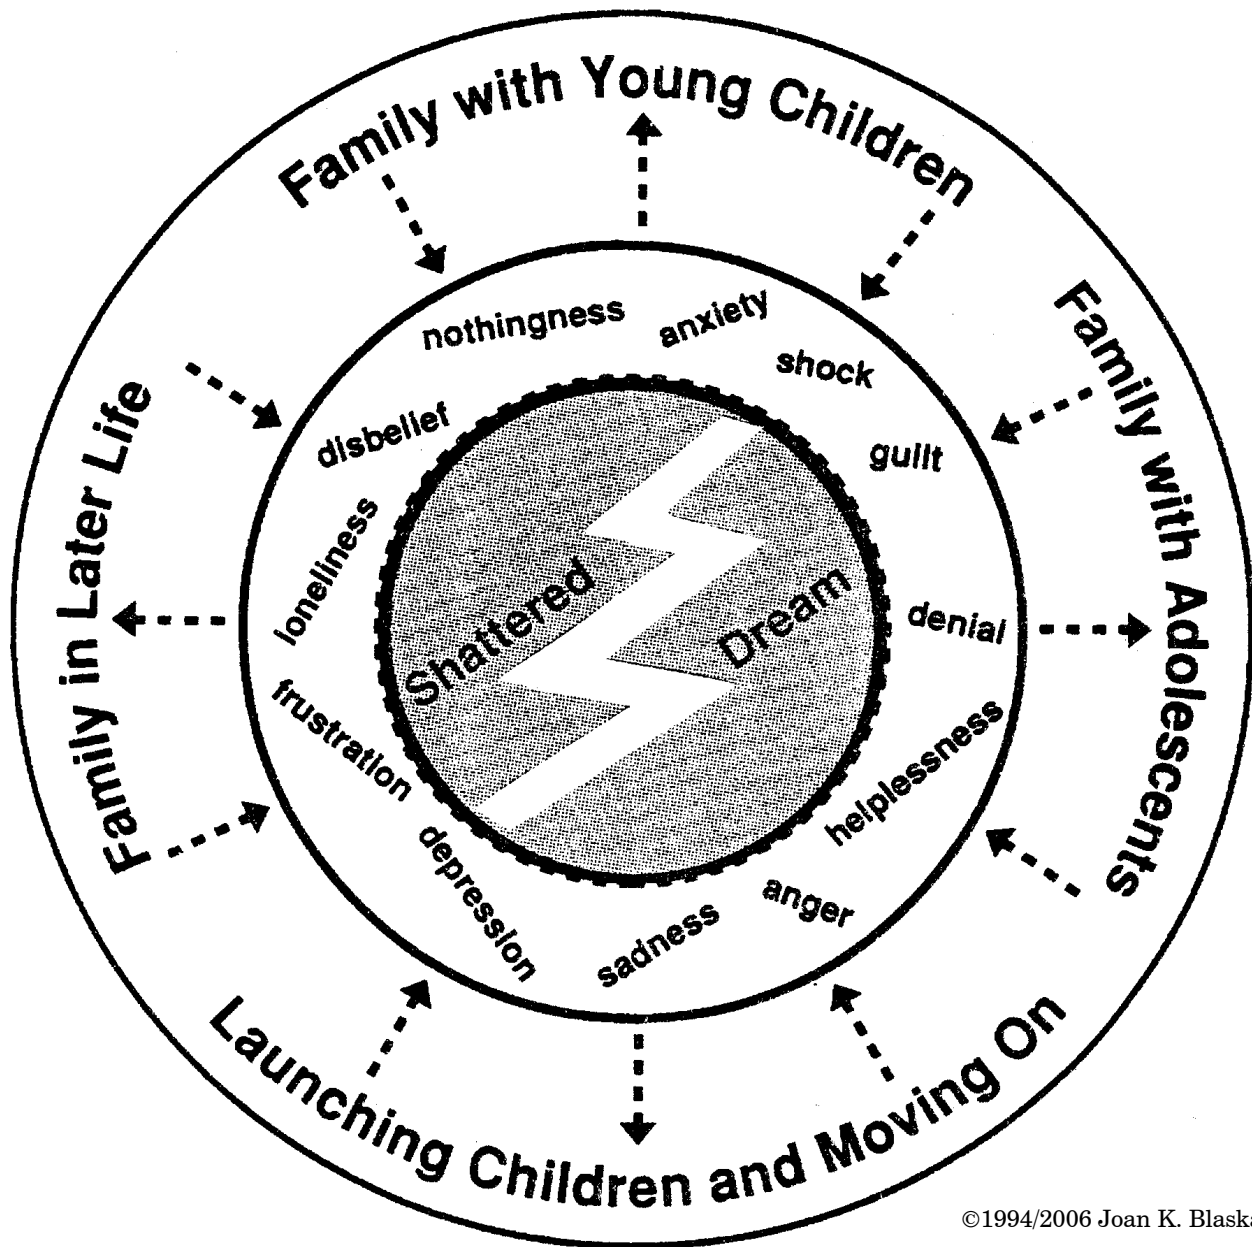 Family with Young Children
Family with Adolescents
Launching Children and Moving On
Family in Later Life
nothingness
anxiety
shock
guilt
denial
helplessness
anger
sadness
depression
frustration
loneliness
disbelief
Shattered
Dream
©1994/2006 Joan K. Blaska